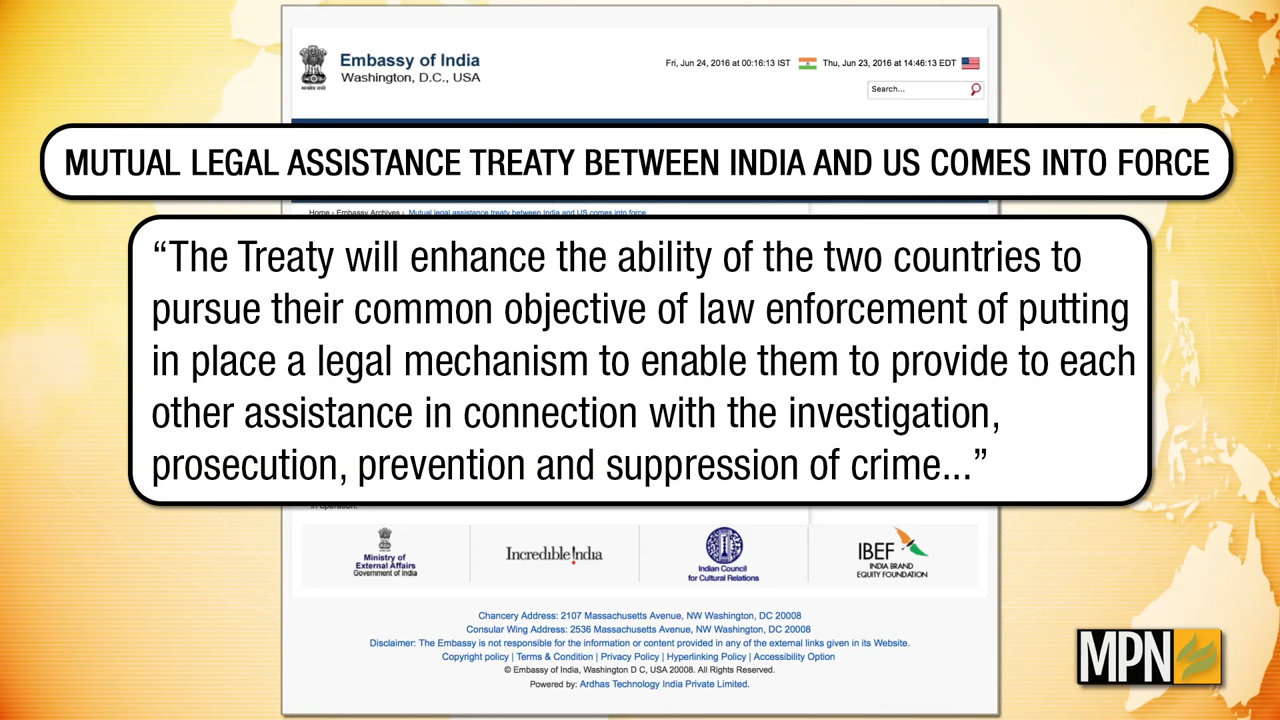 Embassy of India
Washington, D.C., USA
Fri, Jun 24, 2016 at 00:16:13 IST
Thu, Jun 23, 2016 at 14:46:13 EDT
Search...
MUTUAL LEGAL ASSISTANCE TREATY BETWEEN INDIA AND US COMES INTO FORCE
Home › Embassy Archives › Mutual legal assistance treaty between India and US comes into force
“The Treaty will enhance the ability of the two countries to
pursue their common objective of law enforcement of putting
in place a legal mechanism to enable them to provide to each
other assistance in connection with the investigation,
prosecution, prevention and suppression of crime...”
in operation.
Ministry of
External Affairs
Government of India
Incredible!ndia
Indian Council
for Cultural Relations
IBEF
INDIA BRAND
EQUITY FOUNDATION
Chancery Address: 2107 Massachusetts Avenue, NW Washington, DC 20008
Consular Wing Address: 2536 Massachusetts Avenue, NW Washington, DC 20008
Disclaimer: The Embassy is not responsible for the information or content provided in any of the external links given in its Website.
Copyright policy | Terms & Condition | Privacy Policy | Hyperlinking Policy | Accessibility Option
© Embassy of India, Washington D C, USA 20008. All Rights Reserved.
Powered by: Ardhas Technology India Private Limited.
MPN